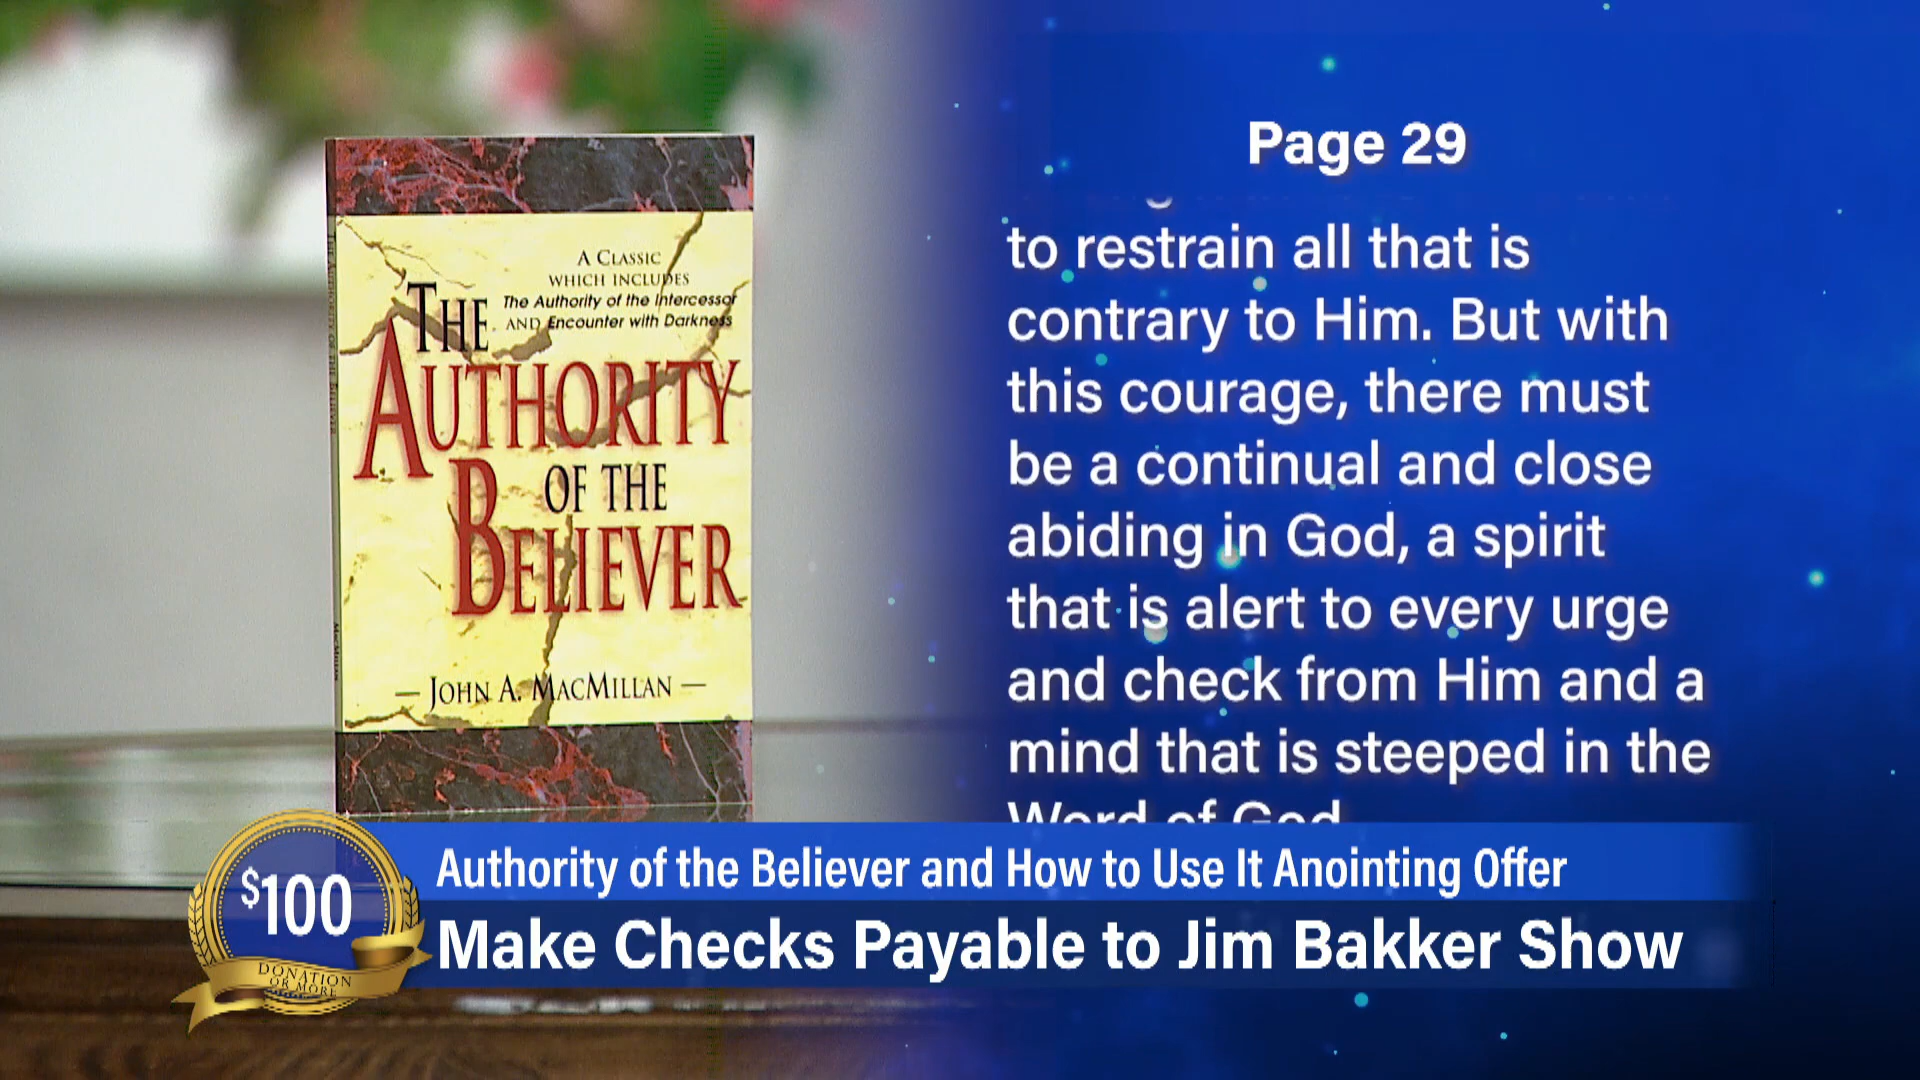 A CLASSIC
WHICH INCLUDES
The Authority of the Intercessor
AND Encounter with Darkness
THE
AUTHORITY
OF THE
BELIEVER
— JOHN A. MACMILLAN —
MACMILLAN
Page 29
to restrain all that is
contrary to Him. But with
this courage, there must
be a continual and close
abiding in God, a spirit
that is alert to every urge
and check from Him and a
mind that is steeped in the
Word of God
$100
DONATION
OR MORE
Authority of the Believer and How to Use It Anointing Offer
Make Checks Payable to Jim Bakker Show